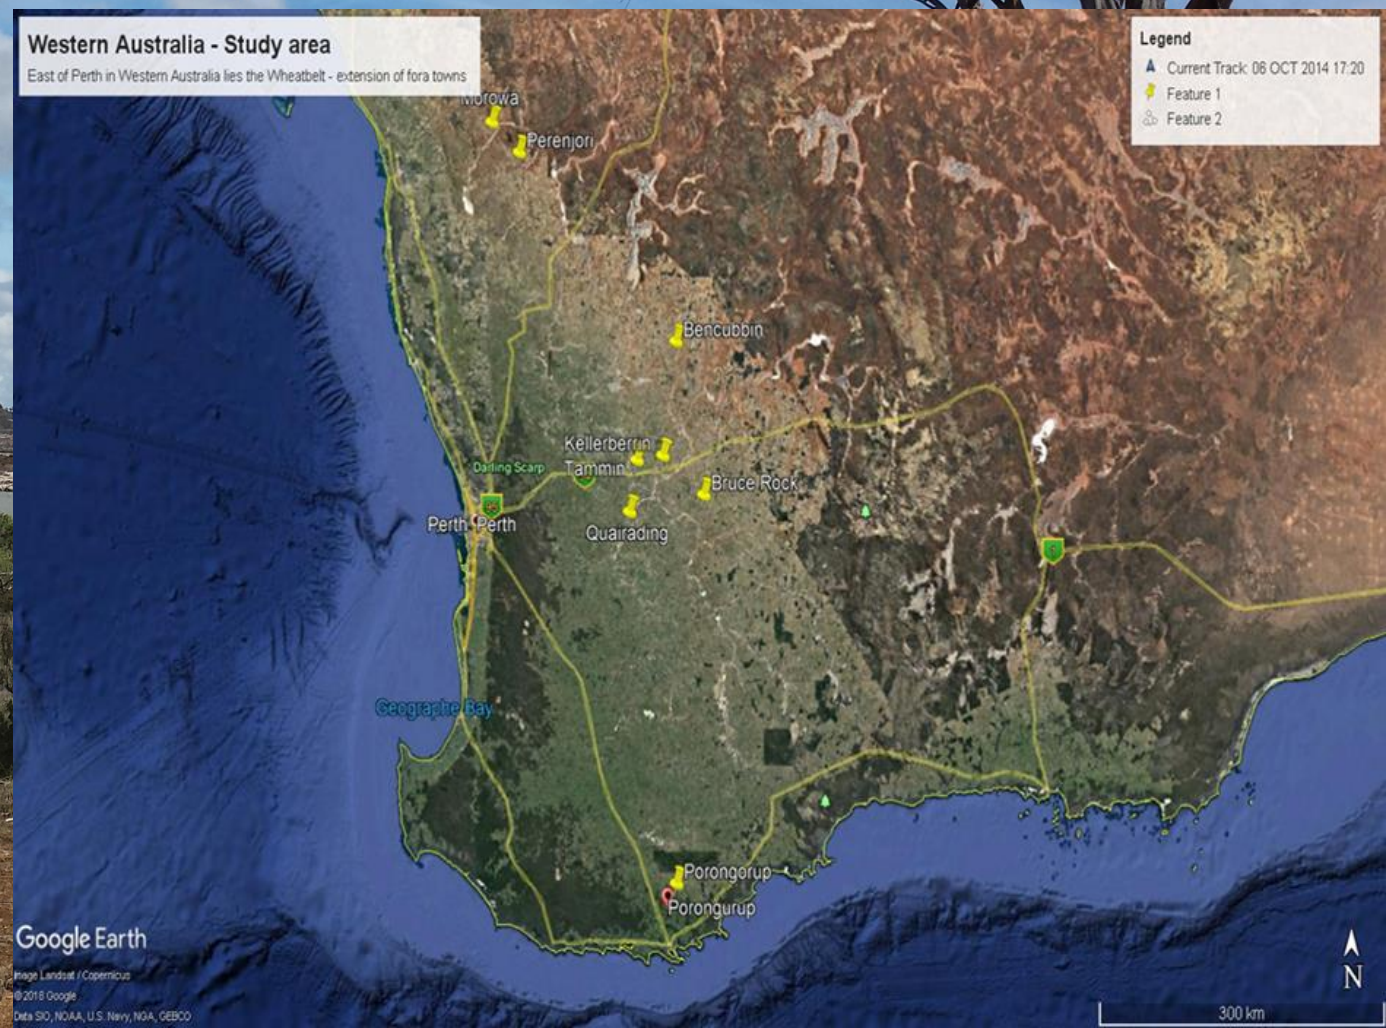 Western Australia - Study area
East of Perth in Western Australia lies the Wheatbelt - extension of fora towns
Legend
Current Track: 06 OCT 2014 17:20
Feature 1
Feature 2
Morowa
Perenjori
Bencubbin
Kellerberrin
Darling Scarp
Tammin
Bruce Rock
Perth Perth
Quairading
Geographe Bay
Porongorup
Porongurup
Google Earth
Image Landsat / Copernicus
© 2018 Google
Data SIO, NOAA, U.S. Navy, NGA, GEBCO
N
300 km